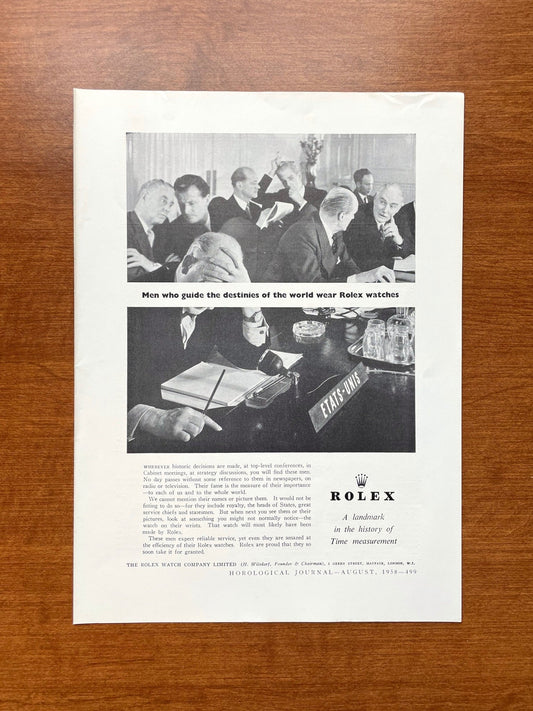 Men who guide the destinies of the world wear Rolex watches
ETATS-UNIS
WHEREVER historic decisions are made, at top-level conferences, in
Cabinet meetings, at strategy discussions, you will find these men.
No day passes without some reference to them in newspapers, on
radio or television. Their fame is the measure of their importance
—to each of us and to the whole world.
We cannot mention their names or picture them. It would not be
fitting to do so—for they include royalty, the heads of States, great
service chiefs and statesmen. But when next you see them or their
pictures, look at something you might not normally notice—the
watch on their wrists. That watch will most likely have been
made by Rolex.
These men expect reliable service, yet even they are amazed at
the efficiency of their Rolex watches. Rolex are proud that they so
soon take it for granted.
ROLEX
A landmark
in the history of
Time measurement
THE ROLEX WATCH COMPANY LIMITED (H. Wilsdorf, Founder & Chairman), 1 GREEN STREET, MAYFAIR, LONDON, W.1.
HOROLOGICAL JOURNAL—AUGUST, 1958—499